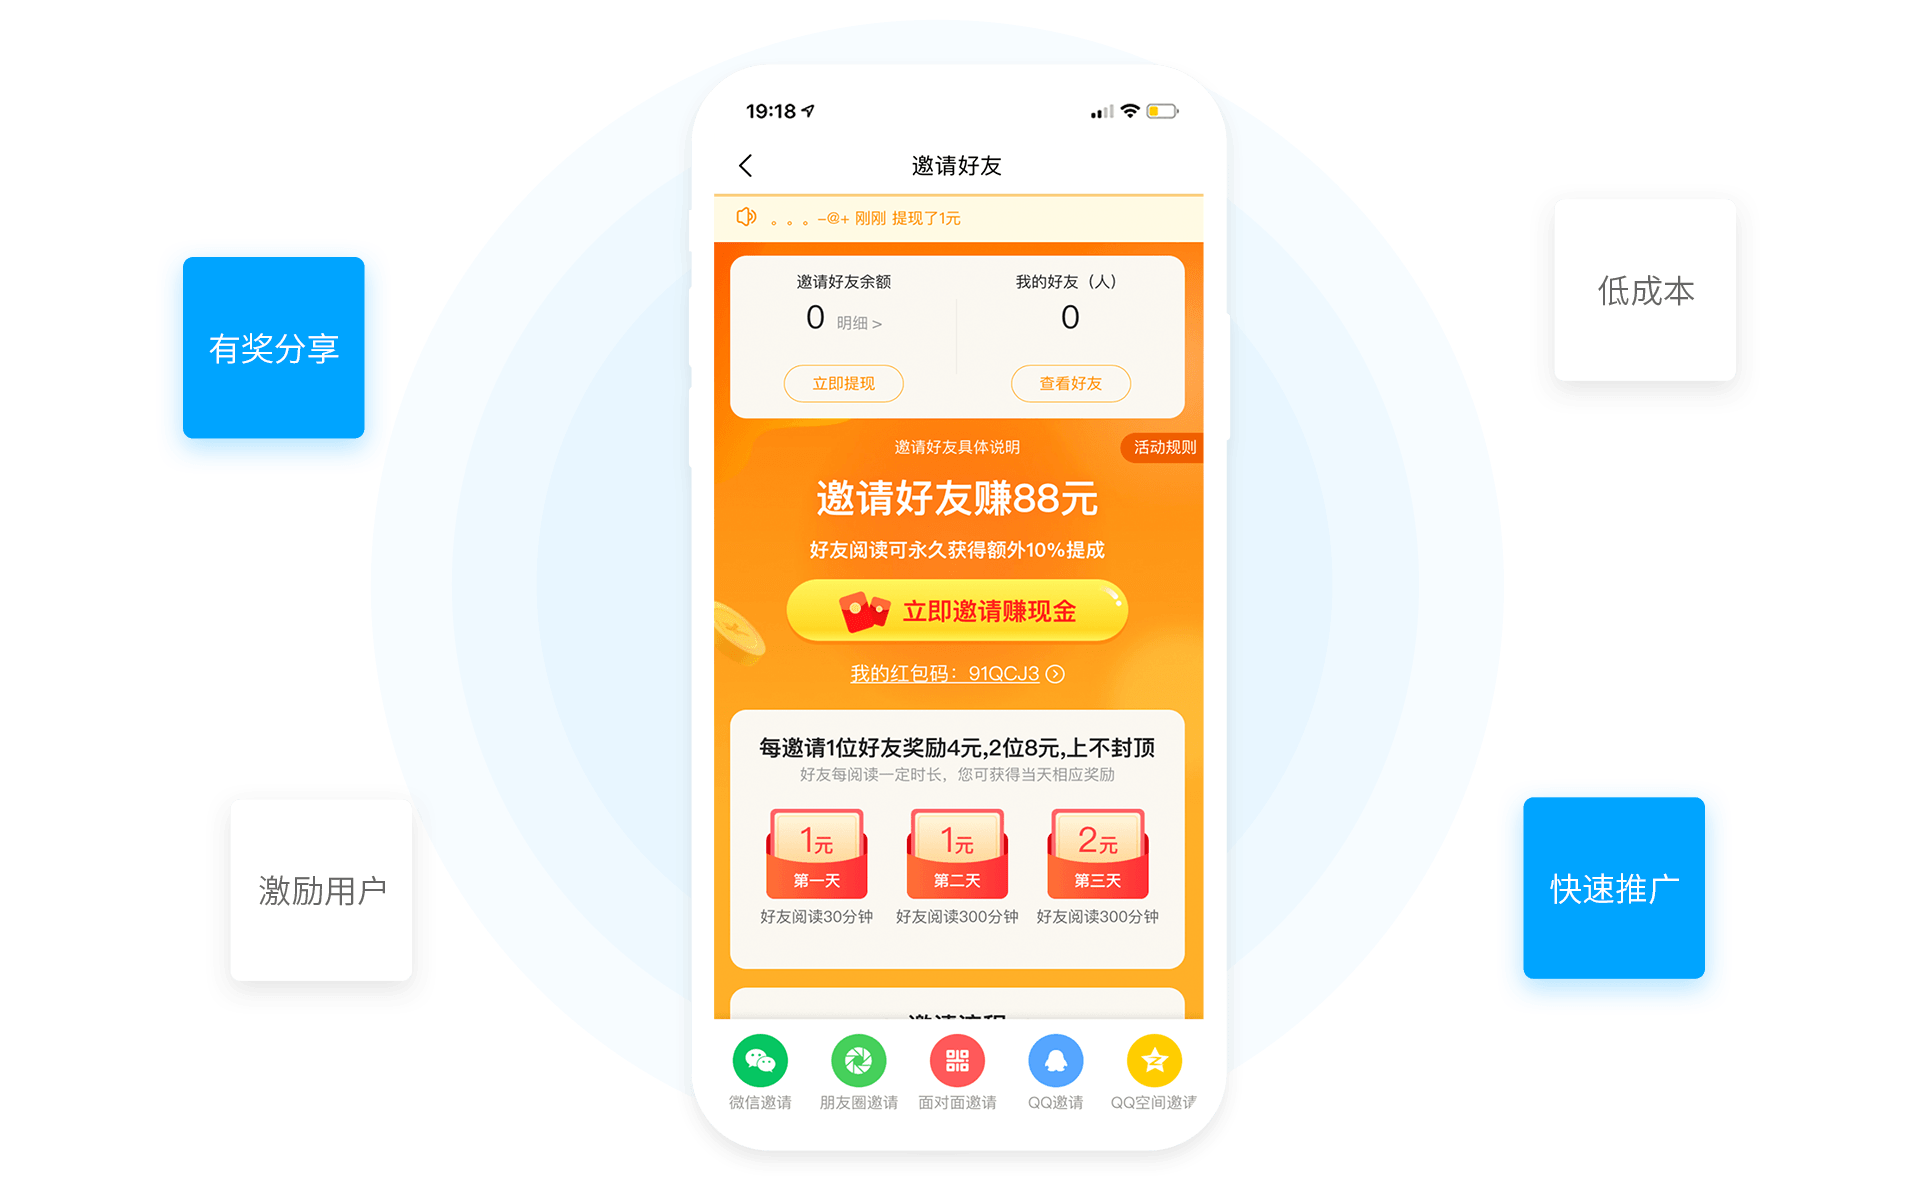 19:18
邀请好友
。。。-@+ 刚刚 提现了1元
邀请好友余额
我的好友（人）
0 明细 >
0
立即提现
查看好友
邀请好友具体说明
活动规则
邀请好友赚88元
好友阅读可永久获得额外10%提成
立即邀请赚现金
我的红包码：91QCJ3
每邀请1位好友奖励4元,2位8元,上不封顶
好友每阅读一定时长，您可获得当天相应奖励
1元
1元
2元
第一天
第二天
第三天
好友阅读30分钟
好友阅读300分钟
好友阅读300分钟
邀请流程
微信邀请
朋友圈邀请
面对面邀请
QQ邀请
QQ空间邀请
有奖分享
低成本
激励用户
快速推广